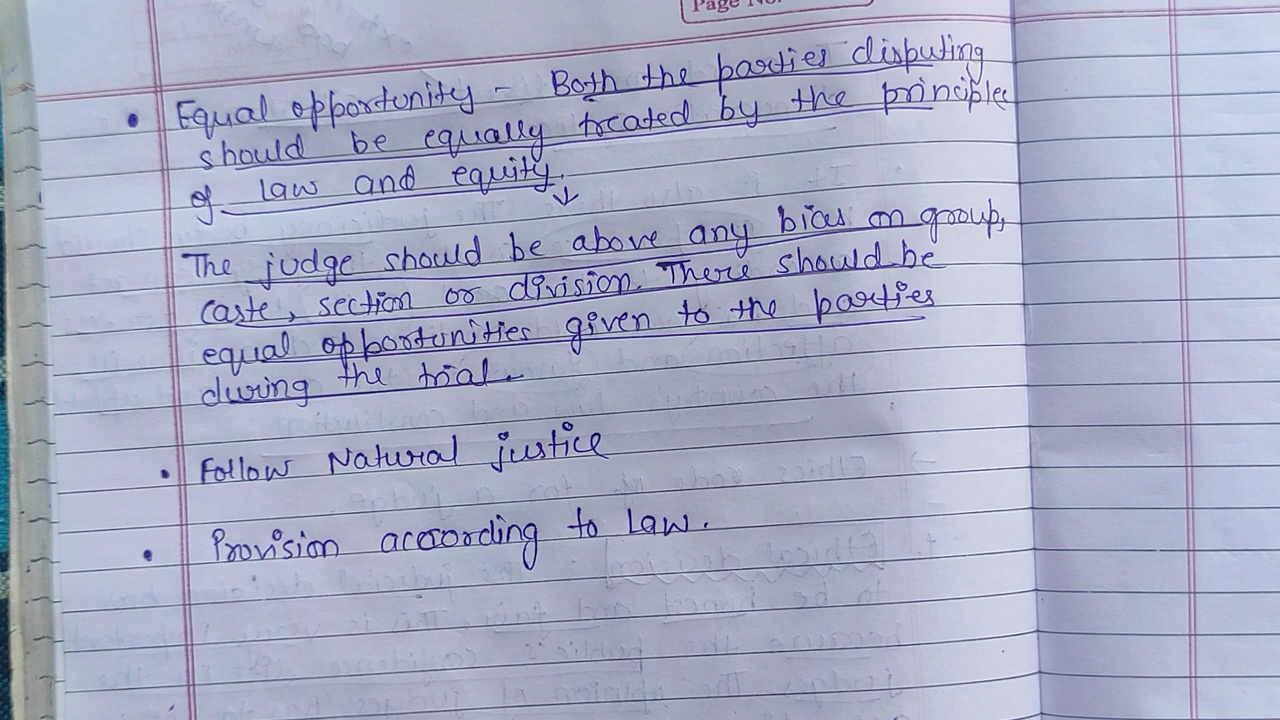 Page No.
• Equal opportunity - Both the parties disputing
should be equally treated by the principles
of law and equity.
↓
The judge should be above any bias on group,
caste, section or division. There should be
equal opportunities given to the parties
during the trial.
• Follow Natural justice
• Provision according to Law.